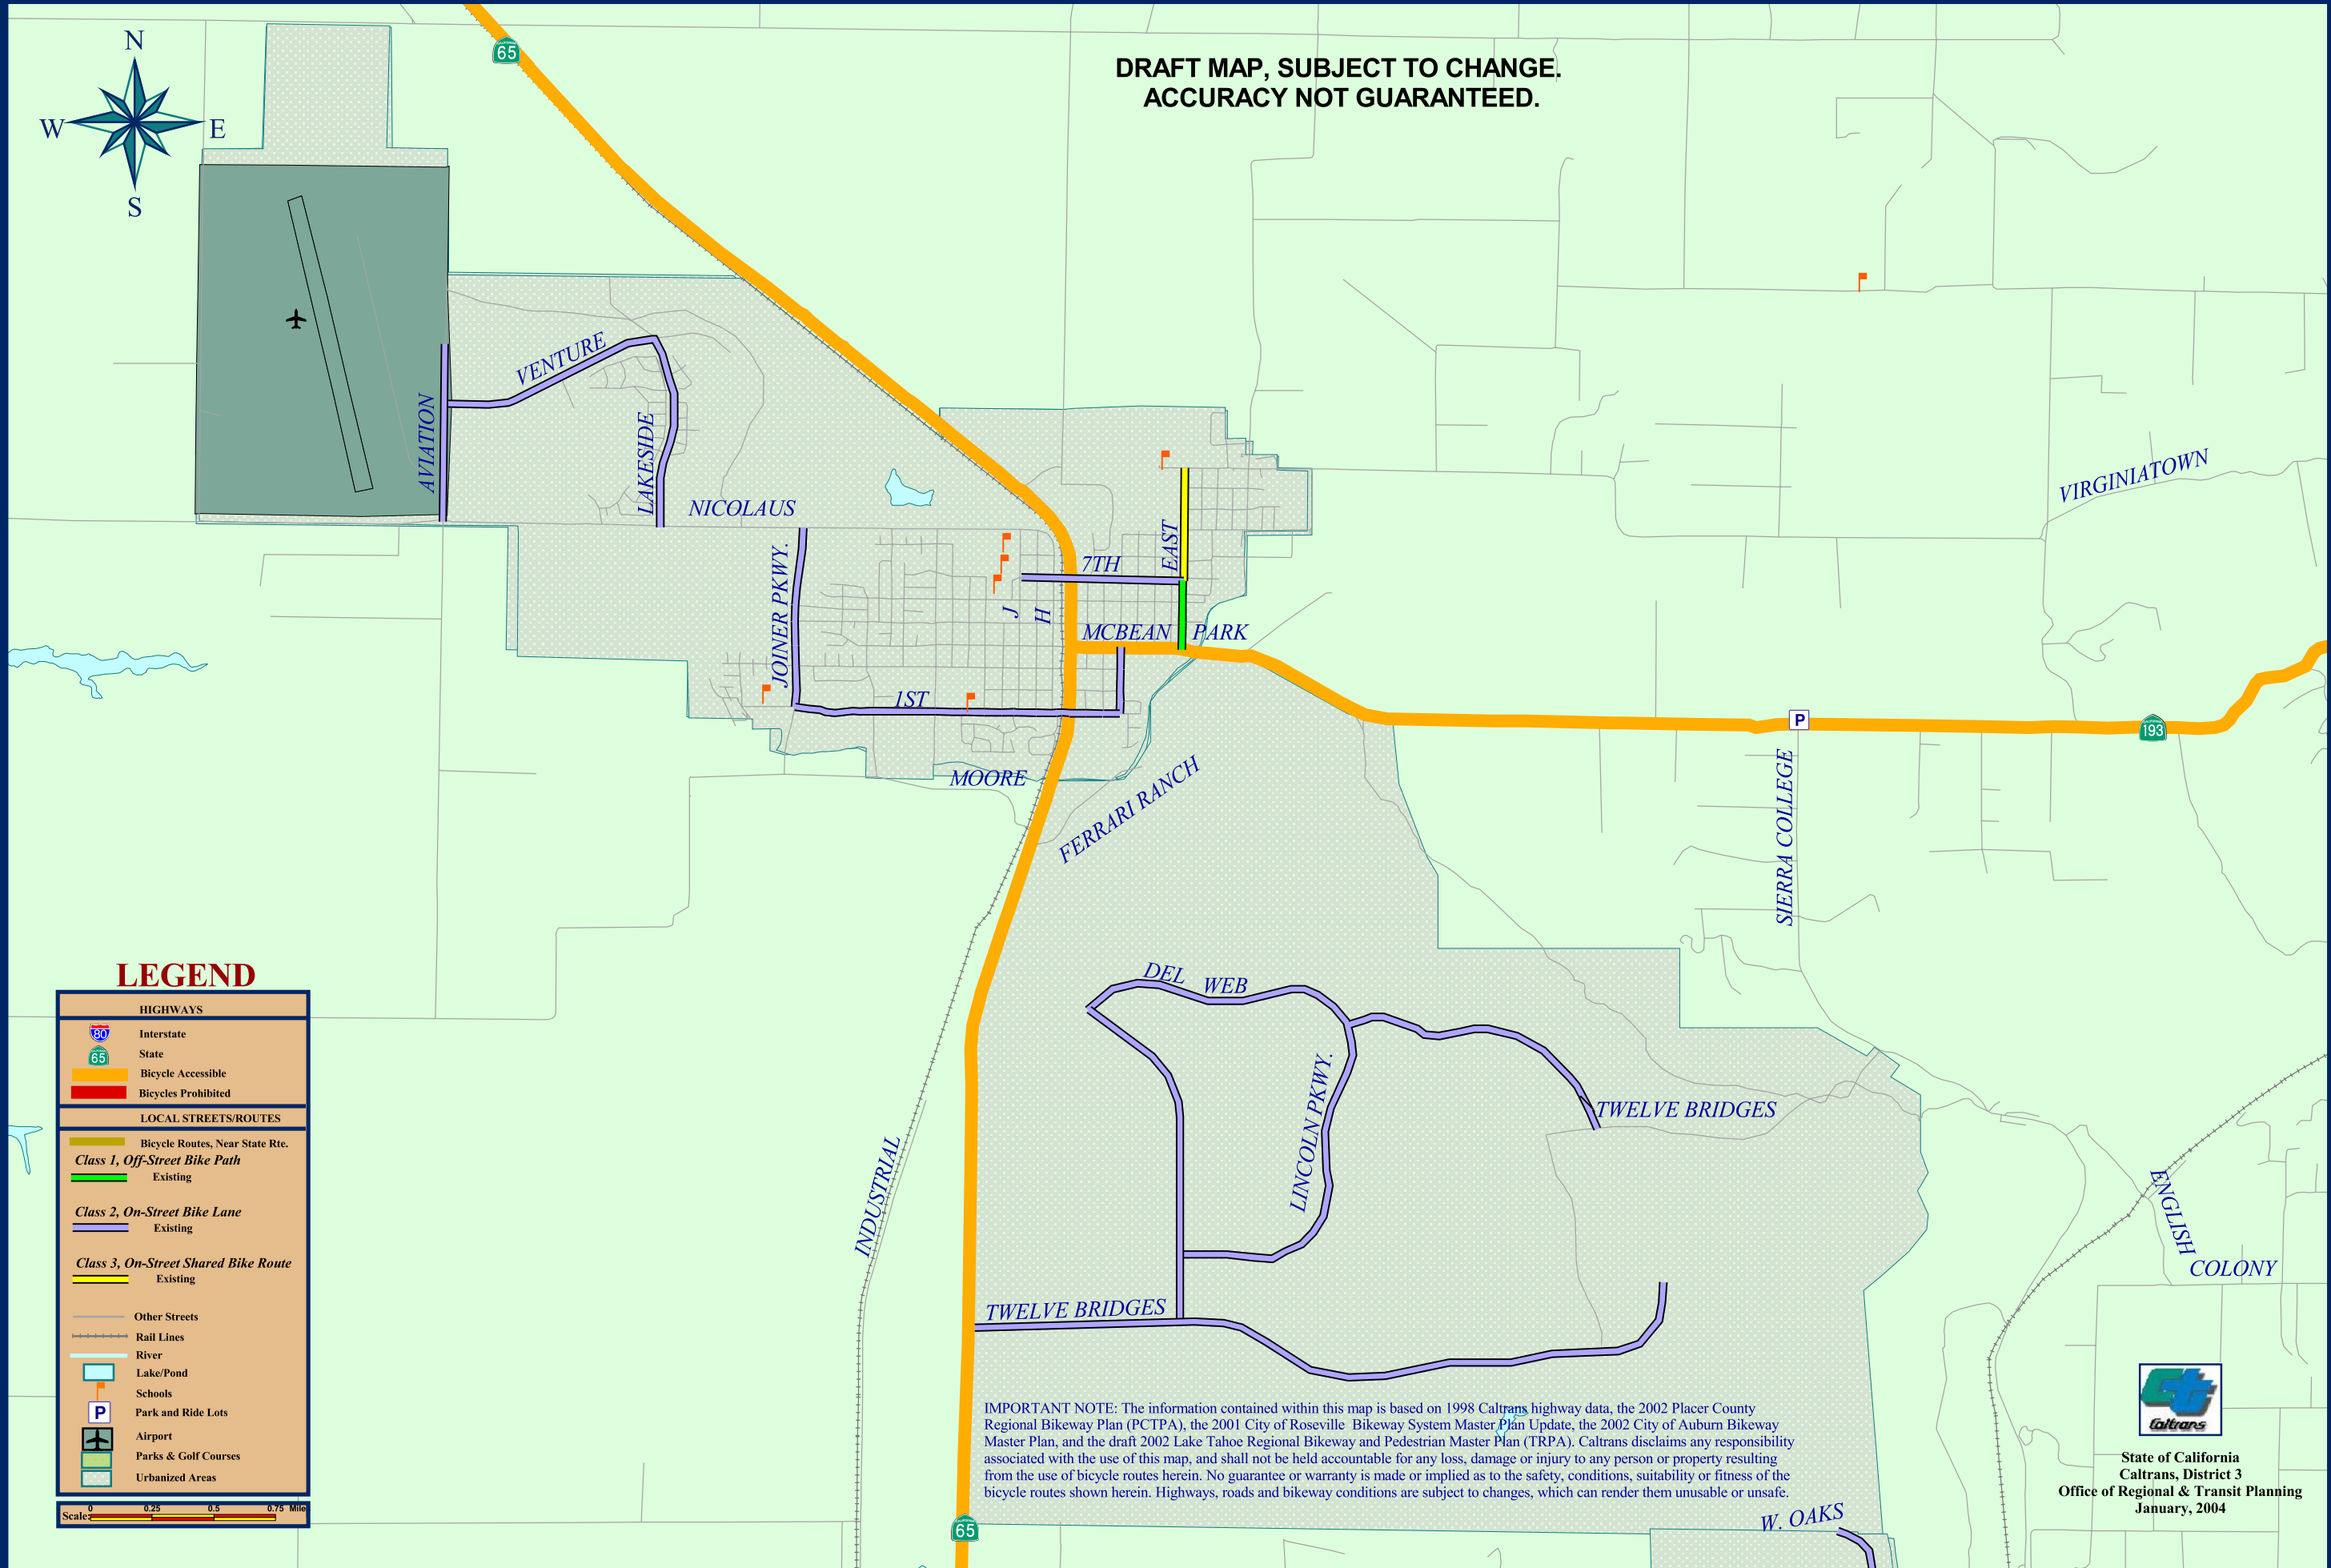 65
N
W E
S
DRAFT MAP, SUBJECT TO CHANGE.
ACCURACY NOT GUARANTEED.
VENTURE
AVIATION
LAKESIDE
NICOLAUS
JOINER PKWY.
7TH
EAST
J
H
MCBEAN PARK
1ST
MOORE
FERRARI RANCH
VIRGINIATOWN
P
193
SIERRA COLLEGE
DEL WEB
LINCOLN PKWY.
TWELVE BRIDGES
INDUSTRIAL
TWELVE BRIDGES
ENGLISH
COLONY
W. OAKS
65
LEGEND
HIGHWAYS
80 Interstate
65 State
Bicycle Accessible
Bicycles Prohibited
LOCAL STREETS/ROUTES
Bicycle Routes, Near State Rte.
Class 1, Off-Street Bike Path
Existing
Class 2, On-Street Bike Lane
Existing
Class 3, On-Street Shared Bike Route
Existing
Other Streets
Rail Lines
River
Lake/Pond
Schools
P Park and Ride Lots
Airport
Parks & Golf Courses
Urbanized Areas
0 0.25 0.5 0.75 Mile
Scale:
IMPORTANT NOTE: The information contained within this map is based on 1998 Caltrans highway data, the 2002 Placer County
Regional Bikeway Plan (PCTPA), the 2001 City of Roseville Bikeway System Master Plan Update, the 2002 City of Auburn Bikeway
Master Plan, and the draft 2002 Lake Tahoe Regional Bikeway and Pedestrian Master Plan (TRPA). Caltrans disclaims any responsibility
associated with the use of this map, and shall not be held accountable for any loss, damage or injury to any person or property resulting
from the use of bicycle routes herein. No guarantee or warranty is made or implied as to the safety, conditions, suitability or fitness of the
bicycle routes shown herein. Highways, roads and bikeway conditions are subject to changes, which can render them unusable or unsafe.
Caltrans
State of California
Caltrans, District 3
Office of Regional & Transit Planning
January, 2004